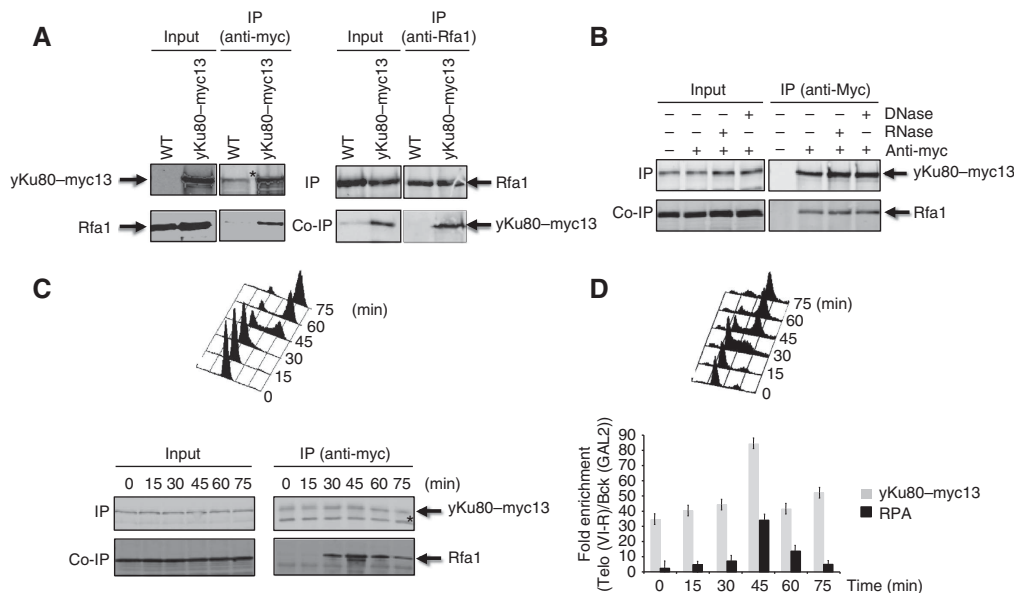 A
Input
IP
(anti-myc)
WT
yKu80–myc13
WT
yKu80–myc13
*
yKu80–myc13
Rfa1
Input
IP
(anti-Rfa1)
WT
yKu80–myc13
WT
yKu80–myc13
IP
Rfa1
Co-IP
yKu80–myc13
B
Input
IP (anti-Myc)
– – – + – – – + DNase
– – + – – – + – RNase
– + + + – + + + Anti-myc
IP
yKu80–myc13
Co-IP
Rfa1
C
75 (min)
60
45
30
15
0
Input
IP (anti-myc)
0 15 30 45 60 75 0 15 30 45 60 75 (min)
IP
yKu80–myc13
*
Co-IP
Rfa1
D
75 (min)
60
45
30
15
0
Fold enrichment
(Telo (VI-R)/Bck (GAL2))
90
80
70
60
50
40
30
20
10
0
0 15 30 45 60 75 Time (min)
yKu80–myc13
RPA